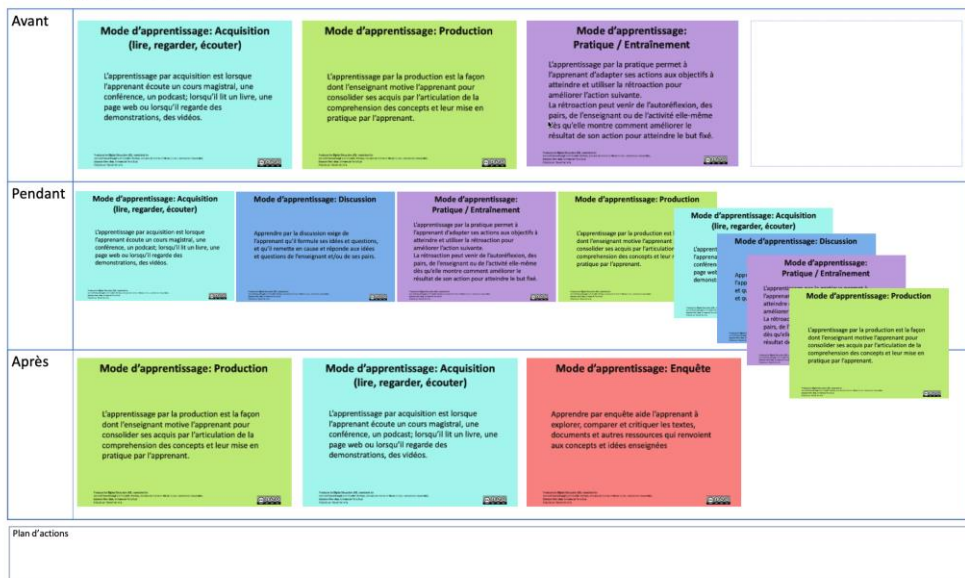 Avant
Mode d'apprentissage: Acquisition
(lire, regarder, écouter)
L'apprentissage par acquisition est lorsque
l'apprenant écoute un cours magistral, une
conférence, un podcast; lorsqu'il lit un livre, une
page web ou lorsqu'il regarde des
demonstrations, des vidéos.
Mode d'apprentissage: Production
L'apprentissage par la production est la façon
dont l'enseignant motive l'apprenant pour
consolider ses acquis par l'articulation de la
comprehension des concepts et leur mise en
pratique par l'apprenant.
Mode d'apprentissage:
Pratique / Entraînement
L'apprentissage par la pratique permet à
l'apprenant d'adapter ses actions aux objectifs à
atteindre et utiliser la rétroaction pour
améliorer l'action suivante.
La rétroaction peut venir de l'autoréflexion, des
pairs, de l'enseignant ou de l'activité elle-même
dès qu'elle montre comment améliorer le
résultat de son action pour atteindre le but fixé.
Pendant
Mode d'apprentissage: Acquisition
(lire, regarder, écouter)
L'apprentissage par acquisition est lorsque
l'apprenant écoute un cours magistral, une
conférence, un podcast; lorsqu'il lit un livre, une
page web ou lorsqu'il regarde des
demonstrations, des vidéos.
Mode d'apprentissage: Discussion
Apprendre par la discussion exige de
l'apprenant qu'il formule ses idées et questions,
et qu'il remette en cause et réponde aux idées
et questions de l'enseignant et/ou de ses pairs.
Mode d'apprentissage:
Pratique / Entraînement
L'apprentissage par la pratique permet à
l'apprenant d'adapter ses actions aux objectifs à
atteindre et utiliser la rétroaction pour
améliorer l'action suivante.
La rétroaction peut venir de l'autoréflexion, des
pairs, de l'enseignant ou de l'activité elle-même
dès qu'elle montre comment améliorer le
résultat de son action pour atteindre le but fixé.
Mode d'apprentissage: Production
L'apprentissage par la production
dont l'enseignant motive l'apprenant
consolider ses acquis par l'articulation
comprehension des concepts et
pratique par l'apprenant.
Mode d'apprentissage: Acquisition
(lire, regarder, écouter)
Mode d'apprentissage: Discussion
Mode d'apprentissage:
Pratique / Entraînement
Mode d'apprentissage: Production
L'apprentissage par la production est la façon
dont l'enseignant motive l'apprenant pour
consolider ses acquis par l'articulation de la
comprehension des concepts et leur mise en
pratique par l'apprenant.
Après
Mode d'apprentissage: Production
L'apprentissage par la production est la façon
dont l'enseignant motive l'apprenant pour
consolider ses acquis par l'articulation de la
comprehension des concepts et leur mise en
pratique par l'apprenant.
Mode d'apprentissage: Acquisition
(lire, regarder, écouter)
L'apprentissage par acquisition est lorsque
l'apprenant écoute un cours magistral, une
conférence, un podcast; lorsqu'il lit un livre, une
page web ou lorsqu'il regarde des
demonstrations, des vidéos.
Mode d'apprentissage: Enquête
Apprendre par enquête aide l'apprenant à
explorer, comparer et critiquer les textes,
documents et autres ressources qui renvoient
aux concepts et idées enseignées
Plan d'actions